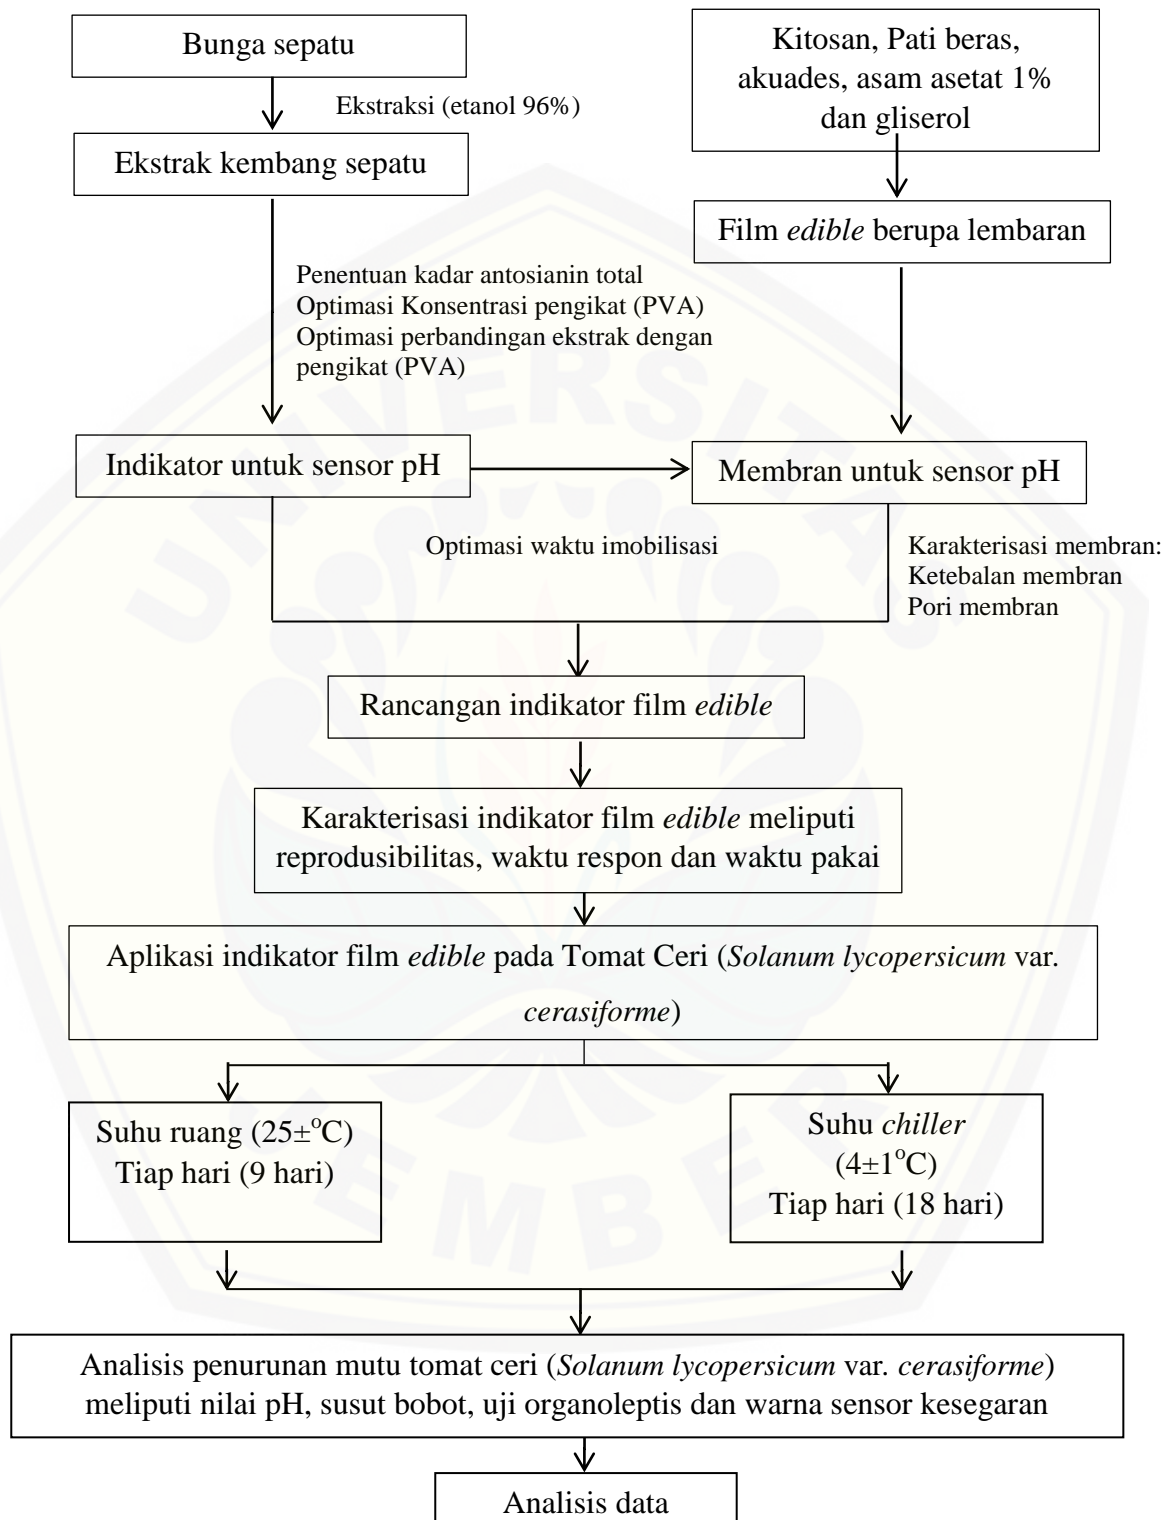 Bunga sepatu
Ekstraksi (etanol 96%)
Ekstrak kembang sepatu
Kitosan, Pati beras,
akuades, asam asetat 1%
dan gliserol
Film edible berupa lembaran
Penentuan kadar antosianin total
Optimasi Konsentrasi pengikat (PVA)
Optimasi perbandingan ekstrak dengan
pengikat (PVA)
Indikator untuk sensor pH
Membran untuk sensor pH
Optimasi waktu imobilisasi
Karakterisasi membran:
Ketebalan membran
Pori membran
Rancangan indikator film edible
Karakterisasi indikator film edible meliputi
reprodusibilitas, waktu respon dan waktu pakai
Aplikasi indikator film edible pada Tomat Ceri (Solanum lycopersicum var.
cerasiforme)
Suhu ruang (25±°C)
Tiap hari (9 hari)
Suhu chiller
(4±1°C)
Tiap hari (18 hari)
Analisis penurunan mutu tomat ceri (Solanum lycopersicum var. cerasiforme)
meliputi nilai pH, susut bobot, uji organoleptis dan warna sensor kesegaran
Analisis data
UNIVERSITAS
JEMBER